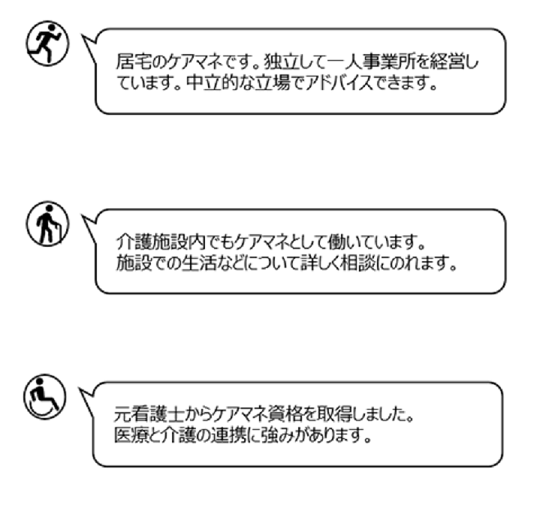 居宅のケアマネです。独立して一人事業所を経営し
ています。中立的な立場でアドバイスできます。
介護施設内でもケアマネとして働いています。
施設での生活などについて詳しく相談にのれます。
元看護士からケアマネ資格を取得しました。
医療と介護の連携に強みがあります。